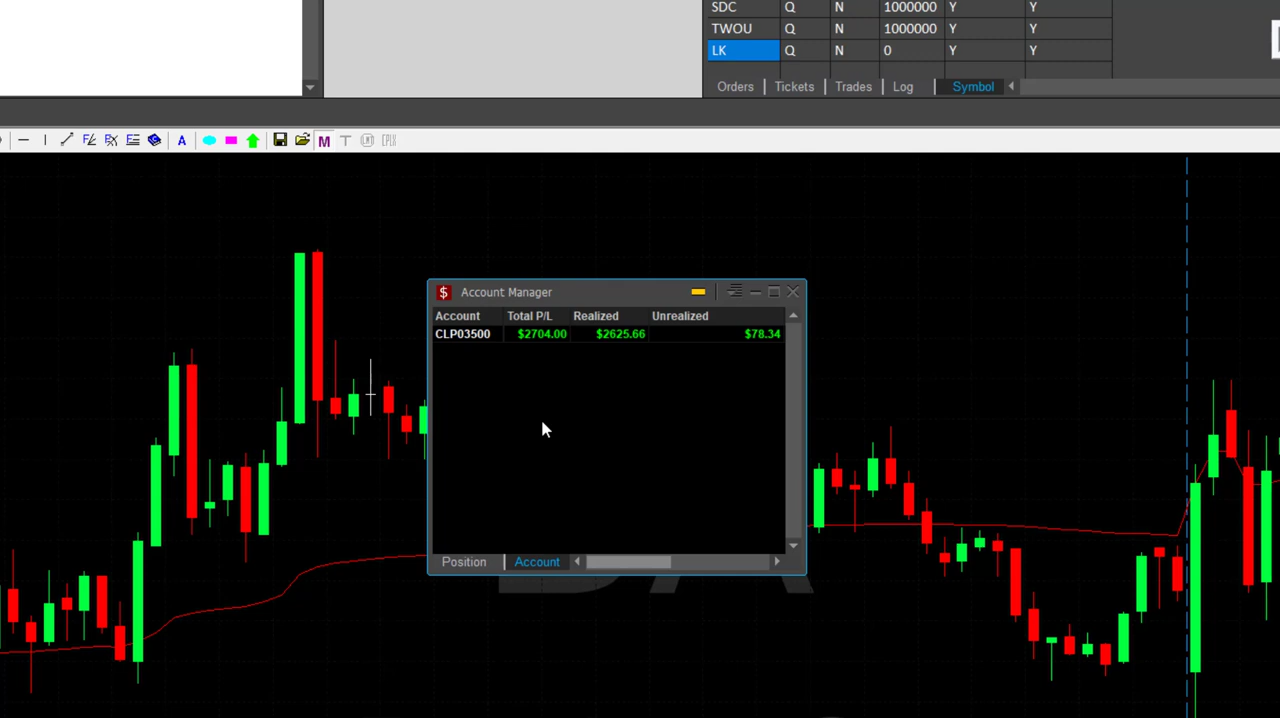 SDC Q N 1000000 Y Y
TWOU Q N 1000000 Y Y
LK Q N 0 Y Y
Orders Tickets Trades Log Symbol
A M T
$ Account Manager
Account Total P/L Realized Unrealized
CLP03500 $2704.00 $2625.66 $78.34
Position Account